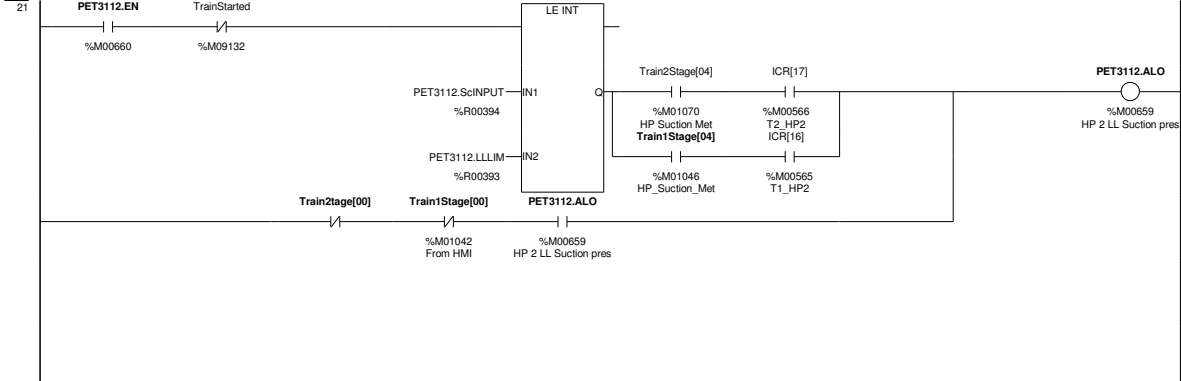 21
PET3112.EN
TrainStarted
LE INT
%M00660
%M09132
Train2Stage[04]
ICR[17]
PET3112.ALO
PET3112.ScINPUT
IN1
Q
%R00394
%M01070
%M00566
%M00659
HP Suction Met
T2_HP2
HP 2 LL Suction pres
Train1Stage[04]
ICR[16]
PET3112.LLLIM
IN2
%R00393
%M01046
%M00565
HP_Suction_Met
T1_HP2
Train2tage[00]
Train1Stage[00]
PET3112.ALO
%M01042
%M00659
From HMI
HP 2 LL Suction pres